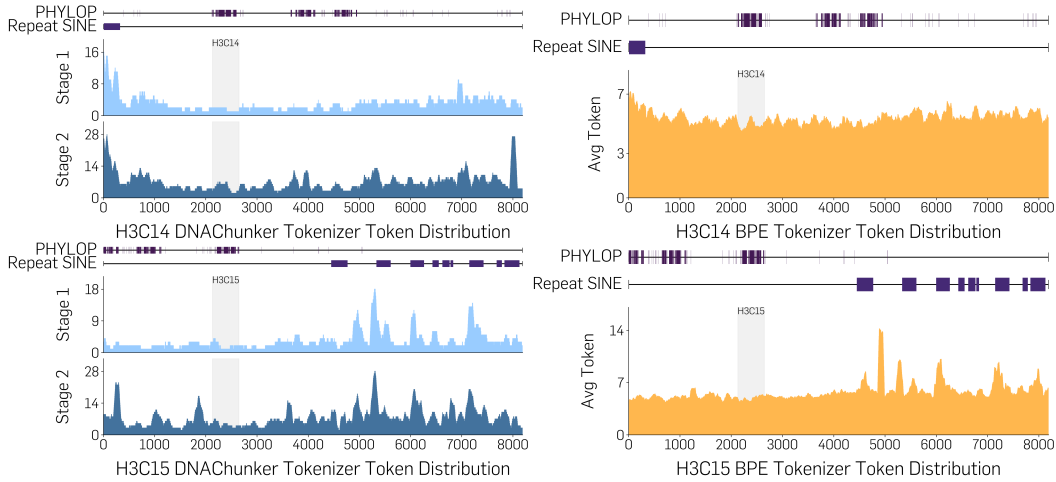 PHYLOP
Repeat SINE
H3C14
Stage 1
16
8
0
Stage 2
28
14
0
0 1000 2000 3000 4000 5000 6000 7000 8000
H3C14 DNAChunker Tokenizer Token Distribution
PHYLOP
Repeat SINE
H3C14
Avg Token
7
3
0
0 1000 2000 3000 4000 5000 6000 7000 8000
H3C14 BPE Tokenizer Token Distribution
PHYLOP
Repeat SINE
H3C15
Stage 1
18
9
0
Stage 2
28
14
0
0 1000 2000 3000 4000 5000 6000 7000 8000
H3C15 DNAChunker Tokenizer Token Distribution
PHYLOP
Repeat SINE
H3C15
Avg Token
14
7
0
0 1000 2000 3000 4000 5000 6000 7000 8000
H3C15 BPE Tokenizer Token Distribution